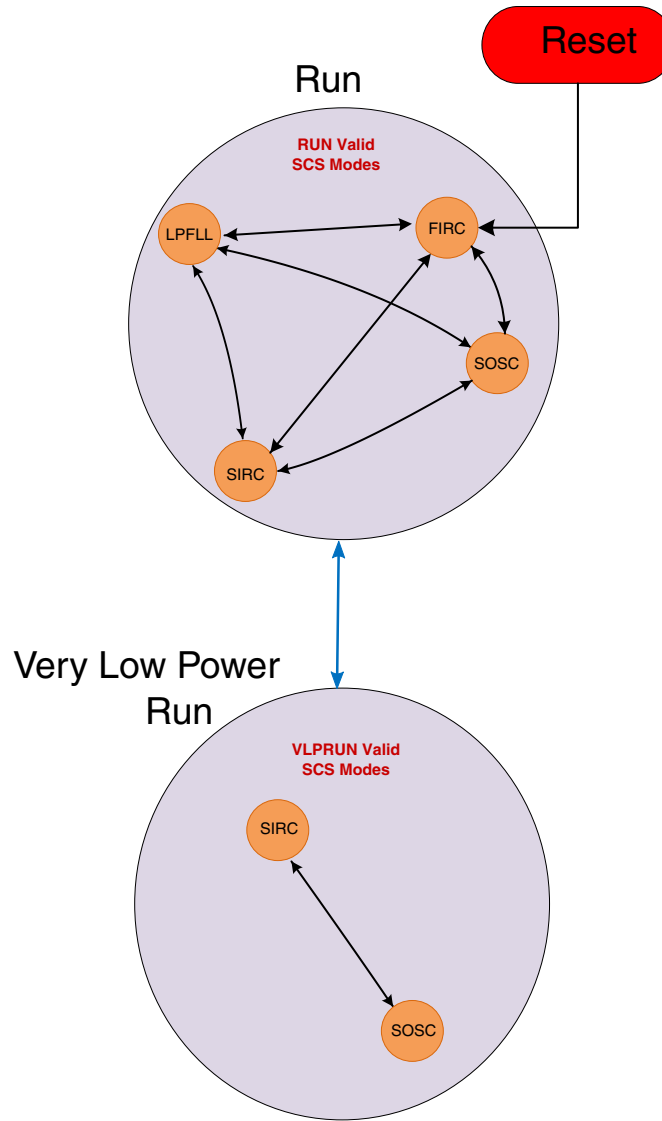 Reset
Run
RUN Valid
SCS Modes
LPFLL
FIRC
SOSC
SIRC
Very Low Power
Run
VLPRUN Valid
SCS Modes
SIRC
SOSC